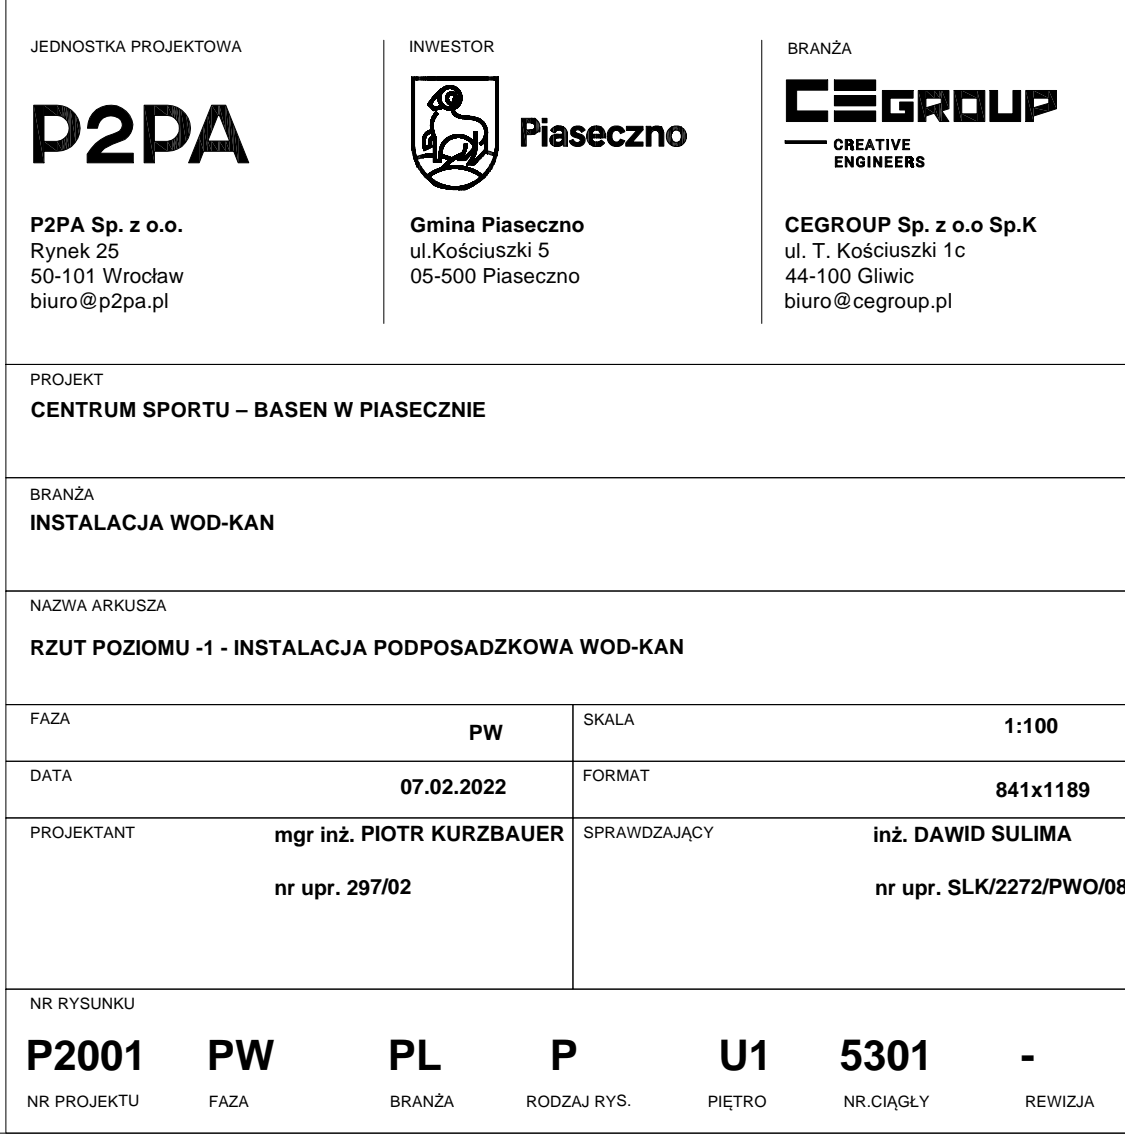 JEDNOSTKA PROJEKTOWA
P2PA
P2PA Sp. z o.o.
Rynek 25
50-101 Wrocław
biuro@p2pa.pl
INWESTOR
Piaseczno
Gmina Piaseczno
ul.Kościuszki 5
05-500 Piaseczno
BRANŻA
CEGROUP
CREATIVE
ENGINEERS
CEGROUP Sp. z o.o Sp.K
ul. T. Kościuszki 1c
44-100 Gliwic
biuro@cegroup.pl
PROJEKT
CENTRUM SPORTU – BASEN W PIASECZNIE
BRANŻA
INSTALACJA WOD-KAN
NAZWA ARKUSZA
RZUT POZIOMU -1 - INSTALACJA PODPOSADZKOWA WOD-KAN
FAZA PW
SKALA 1:100
DATA 07.02.2022
FORMAT 841x1189
PROJEKTANT mgr inż. PIOTR KURZBAUER
nr upr. 297/02
SPRAWDZAJĄCY inż. DAWID SULIMA
nr upr. SLK/2272/PWO/08
NR RYSUNKU
P2001 PW PL P U1 5301 -
NR PROJEKTU FAZA BRANŻA RODZAJ RYS. PIĘTRO NR.CIĄGŁY REWIZJA